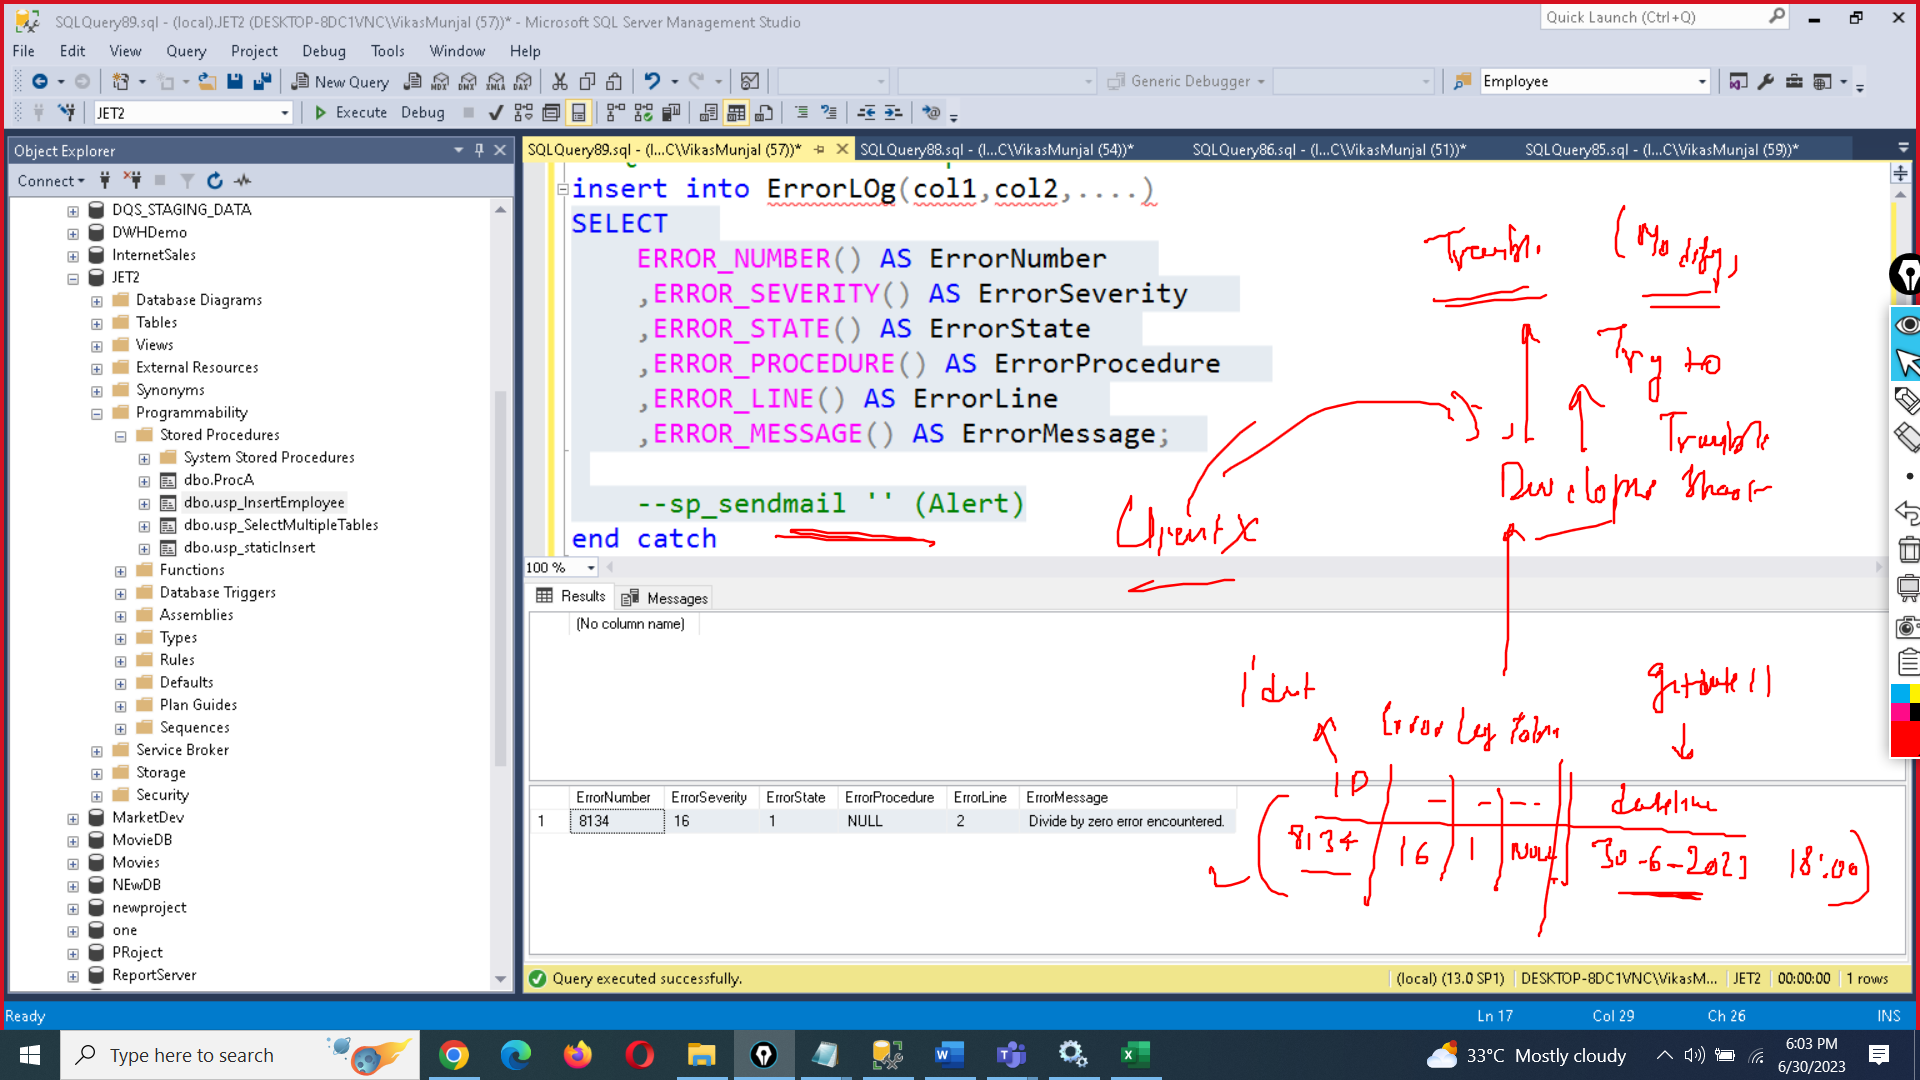 SQLQuery89.sql - (local).JET2 (DESKTOP-8DC1VNC\VikasMunjal (57))* - Microsoft SQL Server Management Studio
Quick Launch (Ctrl+Q)
File Edit View Query Project Debug Tools Window Help
New Query MDX DMX XMLA DAX Generic Debugger Employee
JET2 Execute Debug
Object Explorer
Connect
DQS_STAGING_DATA
DWHDemo
InternetSales
JET2
Database Diagrams
Tables
Views
External Resources
Synonyms
Programmability
Stored Procedures
System Stored Procedures
dbo.ProcA
dbo.usp_InsertEmployee
dbo.usp_SelectMultipleTables
dbo.usp_staticInsert
Functions
Database Triggers
Assemblies
Types
Rules
Defaults
Plan Guides
Sequences
Service Broker
Storage
Security
MarketDev
MovieDB
Movies
NEwDB
newproject
one
PRoject
ReportServer
SQLQuery89.sql - (l...C\VikasMunjal (57))* SQLQuery88.sql - (l...C\VikasMunjal (54))* SQLQuery86.sql - (l...C\VikasMunjal (51))* SQLQuery85.sql - (l...C\VikasMunjal (59))*
insert into ErrorLOg(col1,col2,....)
SELECT
ERROR_NUMBER() AS ErrorNumber
,ERROR_SEVERITY() AS ErrorSeverity
,ERROR_STATE() AS ErrorState
,ERROR_PROCEDURE() AS ErrorProcedure
,ERROR_LINE() AS ErrorLine
,ERROR_MESSAGE() AS ErrorMessage;
--sp_sendmail '' (Alert)
end catch
(Modify,
Try to
Client X
100 %
Results Messages
(No column name)
Error Log
ID
8134 16 1 NULL 30-6-2023 18:00)
ErrorNumber ErrorSeverity ErrorState ErrorProcedure ErrorLine ErrorMessage
1 8134 16 1 NULL 2 Divide by zero error encountered.
Query executed successfully. (local) (13.0 SP1) DESKTOP-8DC1VNC\VikasM... JET2 00:00:00 1 rows
Ready Ln 17 Col 29 Ch 26 INS
Type here to search
33°C Mostly cloudy
6:03 PM
6/30/2023